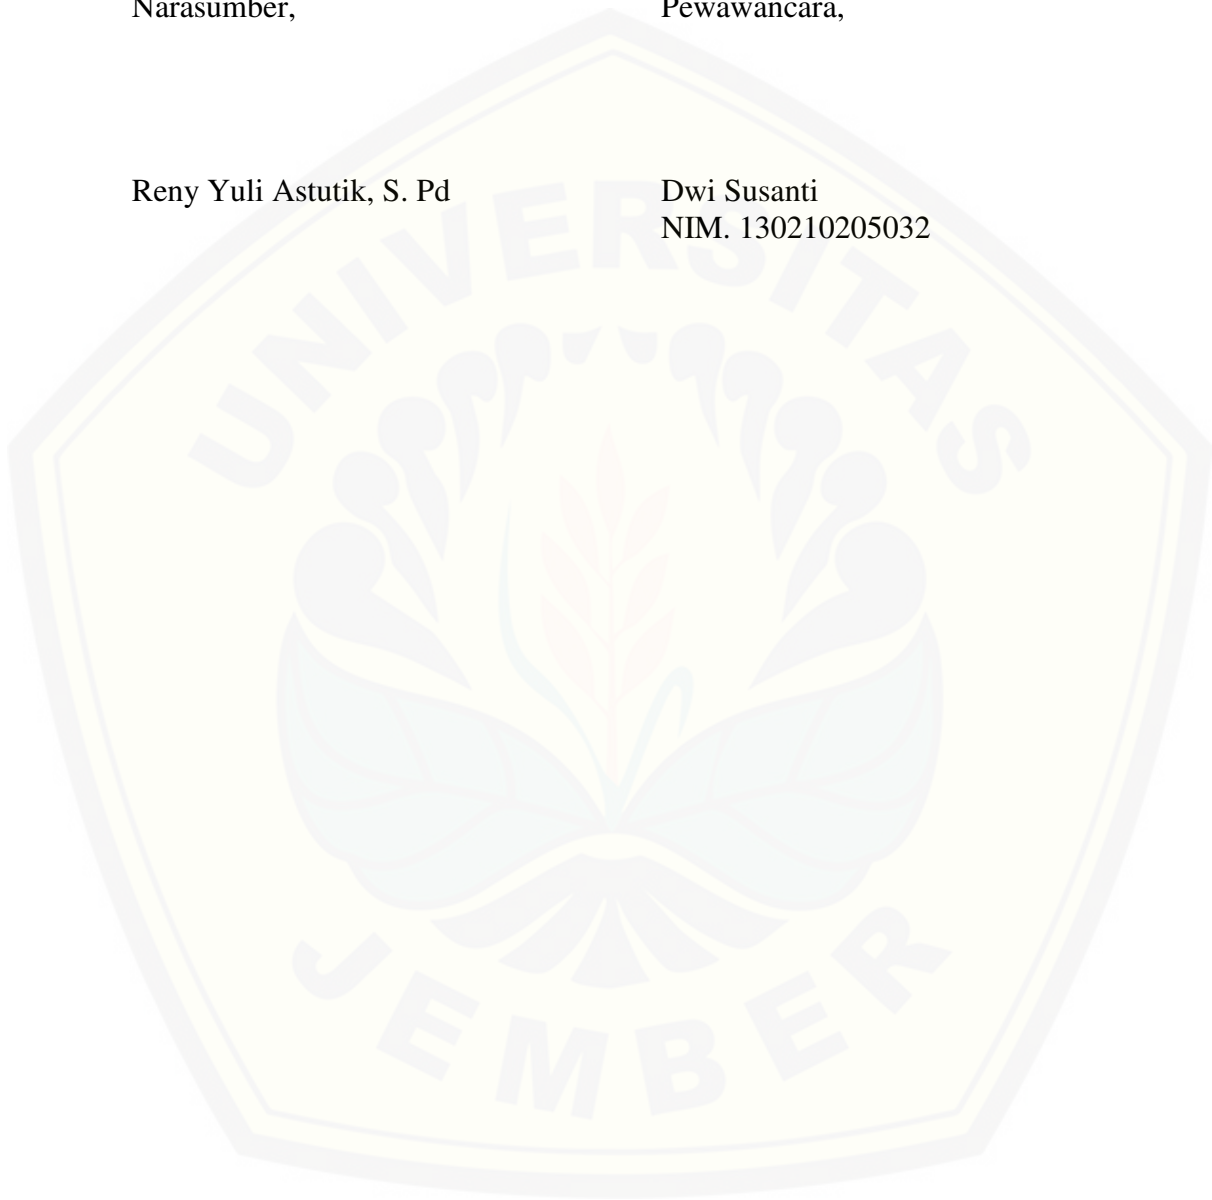 Narasumber, Pewawancara,
Reny Yuli Astutik, S. Pd Dwi Susanti
NIM. 130210205032
UNIVERSITAS
JEMBER